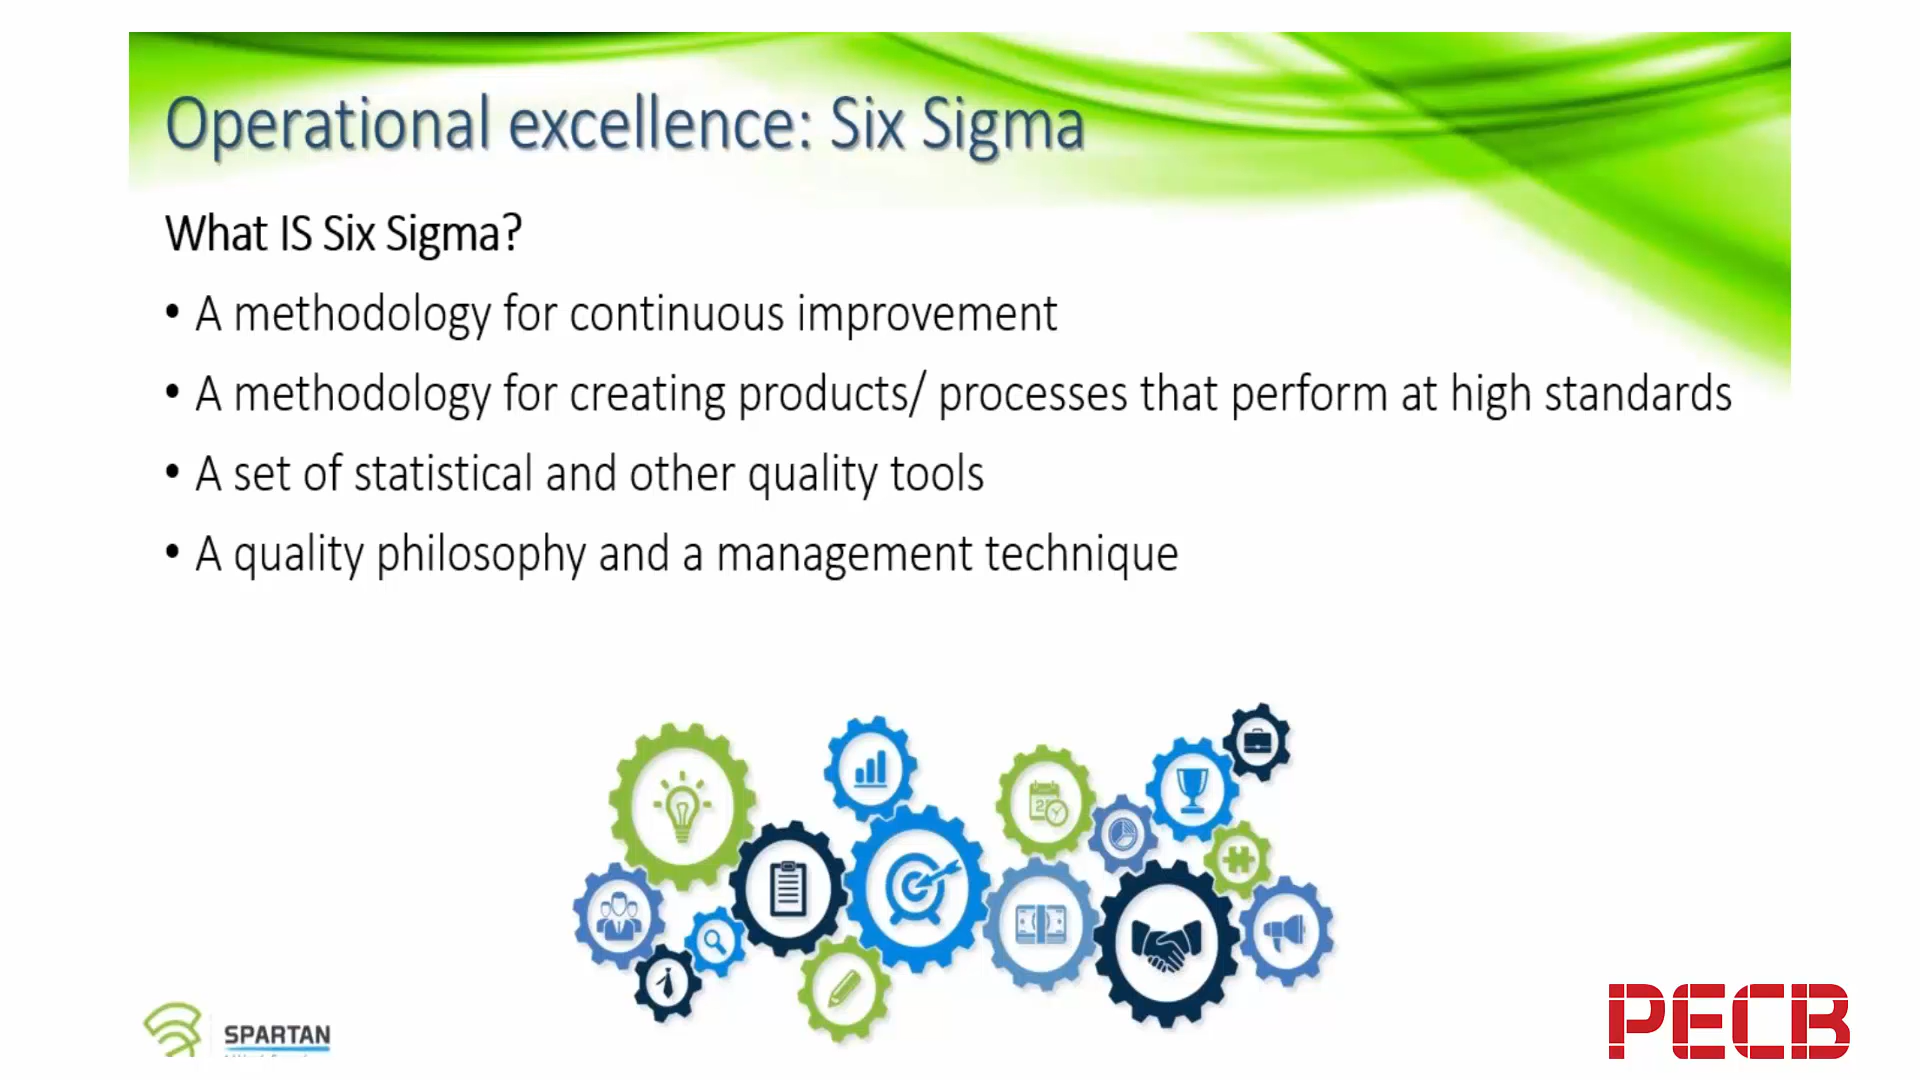 Operational excellence: Six Sigma
What IS Six Sigma?
• A methodology for continuous improvement
• A methodology for creating products/ processes that perform at high standards
• A set of statistical and other quality tools
• A quality philosophy and a management technique
SPARTAN
PECB